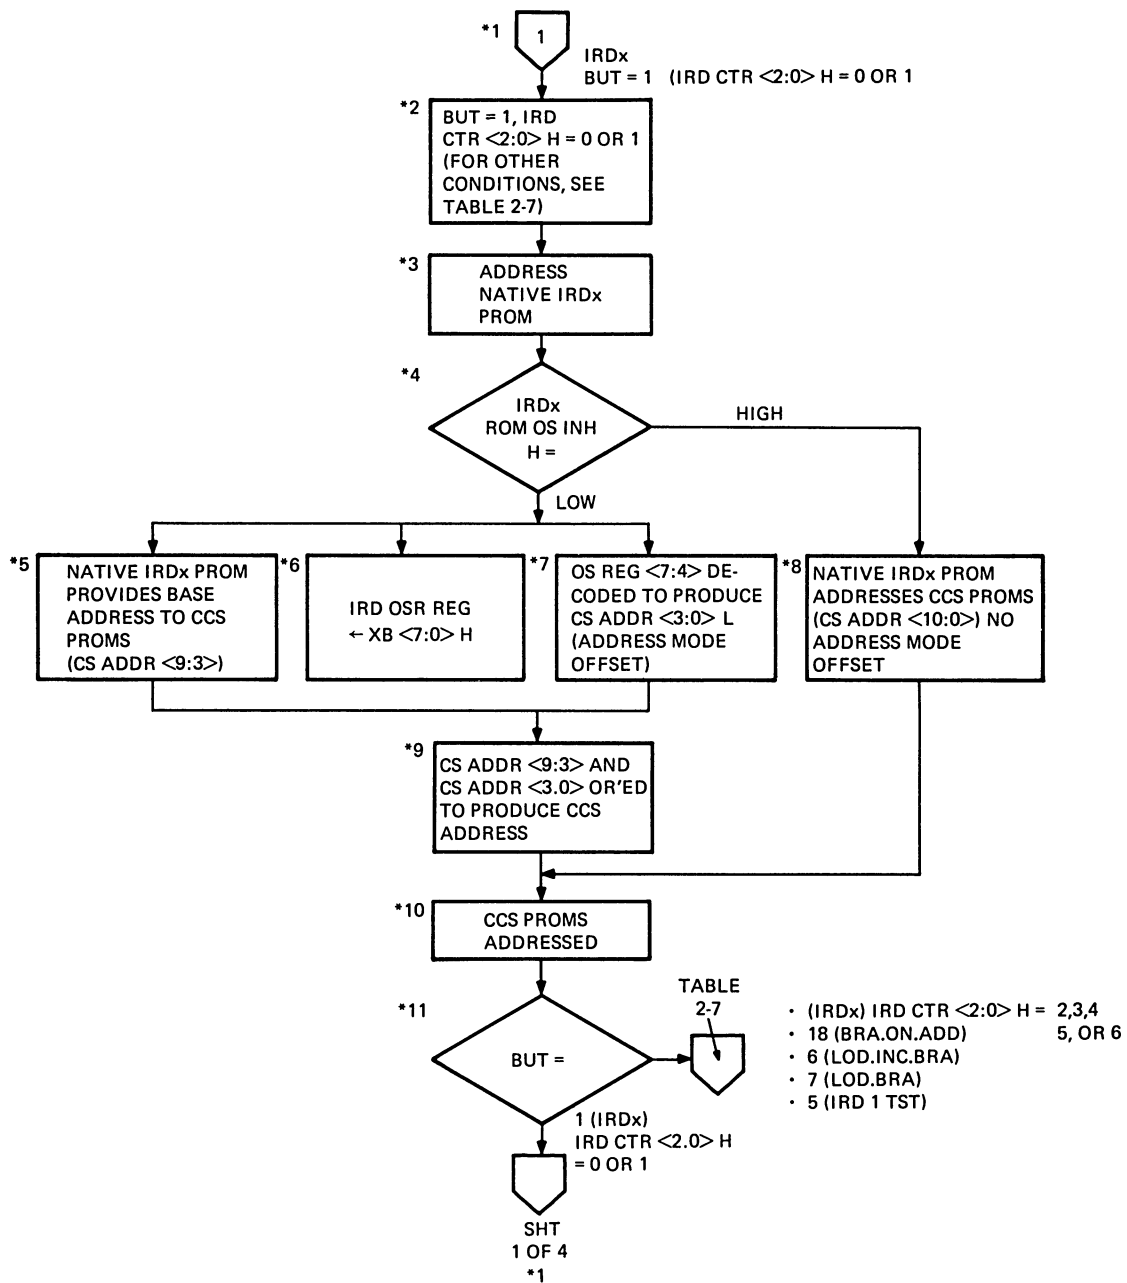 *1
1
IRDx
BUT = 1 (IRD CTR <2:0> H = 0 OR 1
*2
BUT = 1, IRD
CTR <2:0> H = 0 OR 1
(FOR OTHER
CONDITIONS, SEE
TABLE 2-7)
*3
ADDRESS
NATIVE IRDx
PROM
*4
IRDx
ROM OS INH
H =
HIGH
LOW
*5
NATIVE IRDx PROM
PROVIDES BASE
ADDRESS TO CCS
PROMS
(CS ADDR <9:3>)
*6
IRD OSR REG
← XB <7:0> H
*7
OS REG <7:4> DE-
CODED TO PRODUCE
CS ADDR <3:0> L
(ADDRESS MODE
OFFSET)
*8
NATIVE IRDx PROM
ADDRESSES CCS PROMS
(CS ADDR <10:0>) NO
ADDRESS MODE
OFFSET
*9
CS ADDR <9:3> AND
CS ADDR <3.0> OR'ED
TO PRODUCE CCS
ADDRESS
*10
CCS PROMS
ADDRESSED
*11
BUT =
TABLE
2-7
• (IRDx) IRD CTR <2:0> H = 2,3,4
5, OR 6
• 18 (BRA.ON.ADD)
• 6 (LOD.INC.BRA)
• 7 (LOD.BRA)
• 5 (IRD 1 TST)
1 (IRDx)
IRD CTR <2.0> H
= 0 OR 1
SHT
1 OF 4
*1